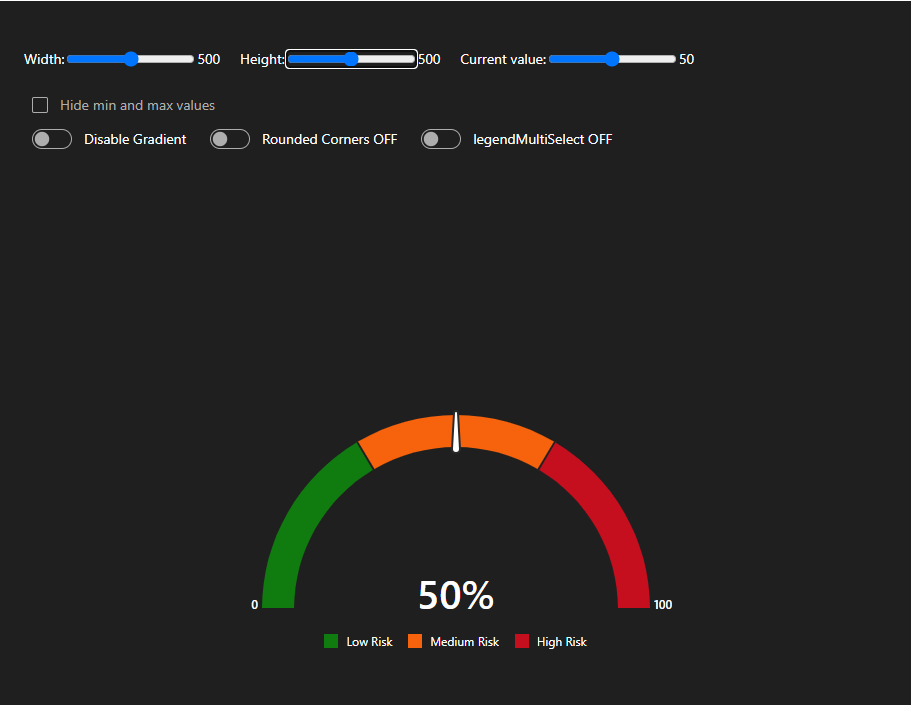 Width: 500 Height: 500 Current value: 50
Hide min and max values
Disable Gradient Rounded Corners OFF legendMultiSelect OFF
50%
0 100
Low Risk Medium Risk High Risk